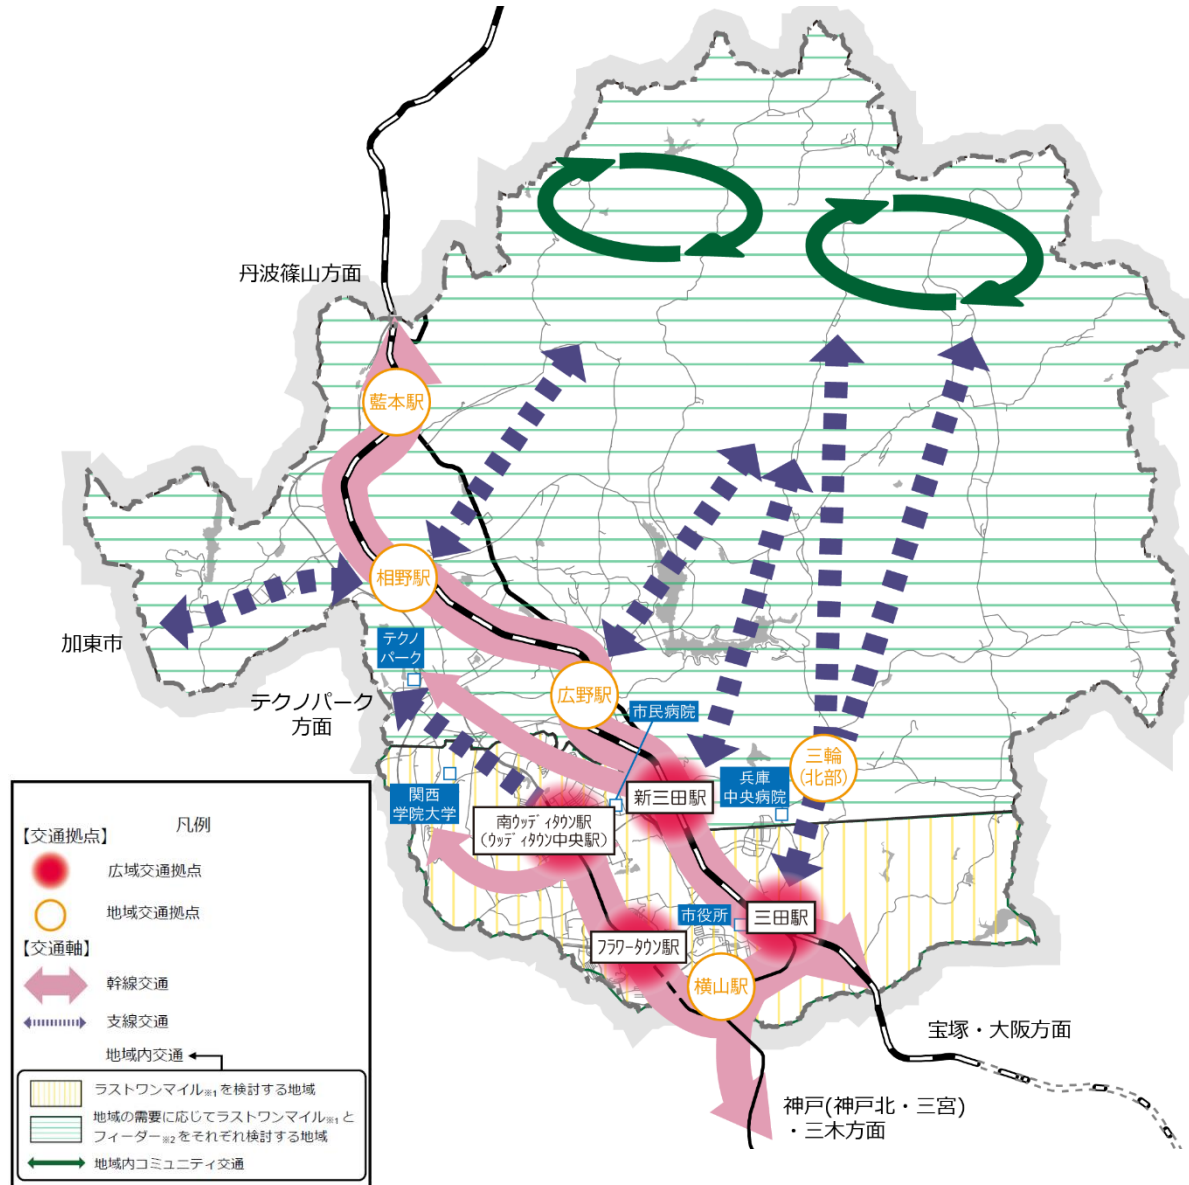 丹波篠山方面
藍本駅
相野駅
加東市
テクノ
パーク
テクノパーク
方面
広野駅
市民病院
三輪
(北部)
兵庫
中央病院
新三田駅
関西
学院大学
南ウッディタウン駅
(ウッディタウン中央駅)
市役所
三田駅
フラワータウン駅
横山駅
宝塚・大阪方面
神戸(神戸北・三宮)
・三木方面
凡例
【交通拠点】
広域交通拠点
地域交通拠点
【交通軸】
幹線交通
支線交通
地域内交通
ラストワンマイル※1を検討する地域
地域の需要に応じてラストワンマイル※1と
フィーダー※2をそれぞれ検討する地域
地域内コミュニティ交通